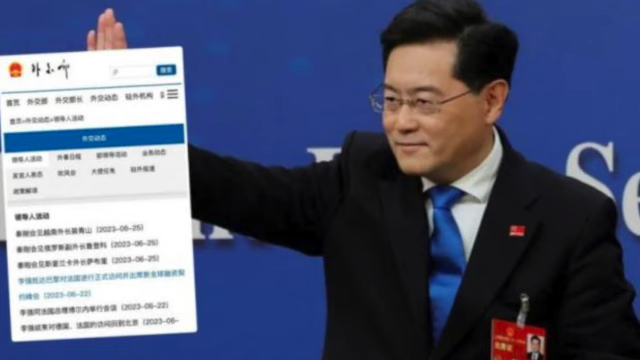 外交部
搜索
首页 外交部 外交部长 外交动态 驻外机构
首页>外交动态>领导人活动
外交动态
领导人活动 外事日程 部领导活动 业务动态
发言人表态 吹风会 大使任免 驻外报道
政策解读
领导人活动
秦刚会见越南外长裴青山（2023-06-25）
秦刚会见俄罗斯副外长鲁登科（2023-06-25）
秦刚会见斯里兰卡外长萨布里（2023-06-25）
李强抵达巴黎对法国进行正式访问并出席新全球融资契
约峰会（2023-06-22）
李强同法国总理博尔内举行会谈（2023-06-22）
李强结束对德国、法国的访问回到北京（2023-06-
Se